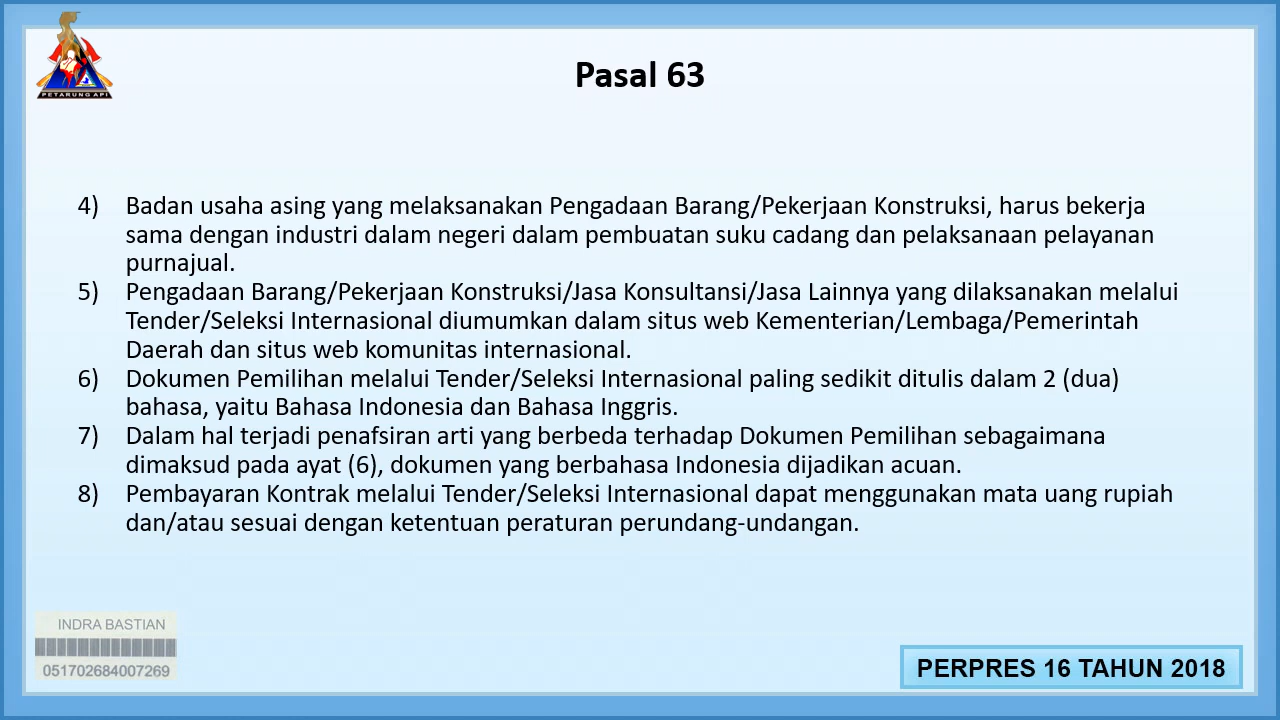 PETARUNG API
Pasal 63
4) Badan usaha asing yang melaksanakan Pengadaan Barang/Pekerjaan Konstruksi, harus bekerja
sama dengan industri dalam negeri dalam pembuatan suku cadang dan pelaksanaan pelayanan
purnajual.
5) Pengadaan Barang/Pekerjaan Konstruksi/Jasa Konsultansi/Jasa Lainnya yang dilaksanakan melalui
Tender/Seleksi Internasional diumumkan dalam situs web Kementerian/Lembaga/Pemerintah
Daerah dan situs web komunitas internasional.
6) Dokumen Pemilihan melalui Tender/Seleksi Internasional paling sedikit ditulis dalam 2 (dua)
bahasa, yaitu Bahasa Indonesia dan Bahasa Inggris.
7) Dalam hal terjadi penafsiran arti yang berbeda terhadap Dokumen Pemilihan sebagaimana
dimaksud pada ayat (6), dokumen yang berbahasa Indonesia dijadikan acuan.
8) Pembayaran Kontrak melalui Tender/Seleksi Internasional dapat menggunakan mata uang rupiah
dan/atau sesuai dengan ketentuan peraturan perundang-undangan.
INDRA BASTIAN
051702684007269
PERPRES 16 TAHUN 2018